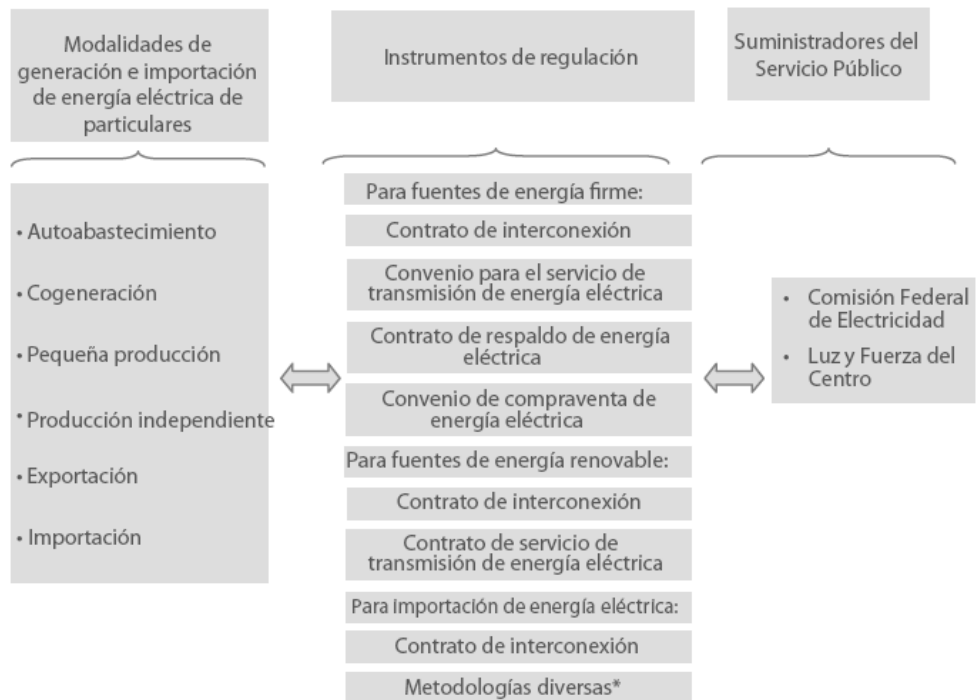 Modalidades de
generación e importación
de energía eléctrica de
particulares
Instrumentos de regulación
Suministradores del
Servicio Público
• Autoabastecimiento
• Cogeneración
• Pequeña producción
• Producción independiente
• Exportación
• Importación
Para fuentes de energía firme:
Contrato de interconexión
Convenio para el servicio de
transmisión de energía eléctrica
Contrato de respaldo de energía
eléctrica
Convenio de compraventa de
energía eléctrica
Para fuentes de energía renovable:
Contrato de interconexión
Contrato de servicio de
transmisión de energía eléctrica
Para importación de energía eléctrica:
Contrato de interconexión
Metodologías diversas*
• Comisión Federal
de Electricidad
• Luz y Fuerza del
Centro